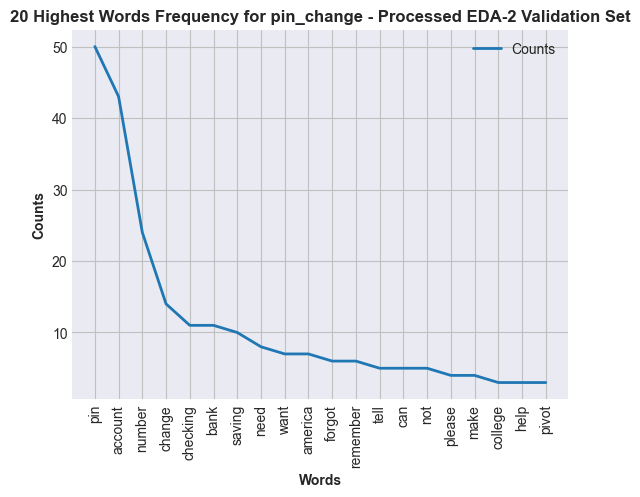 20 Highest Words Frequency for pin_change - Processed EDA-2 Validation Set
Counts
50
40
30
20
10
Counts
pin
account
number
change
checking
bank
saving
need
want
america
forgot
remember
tell
can
not
please
make
college
help
pivot
Words